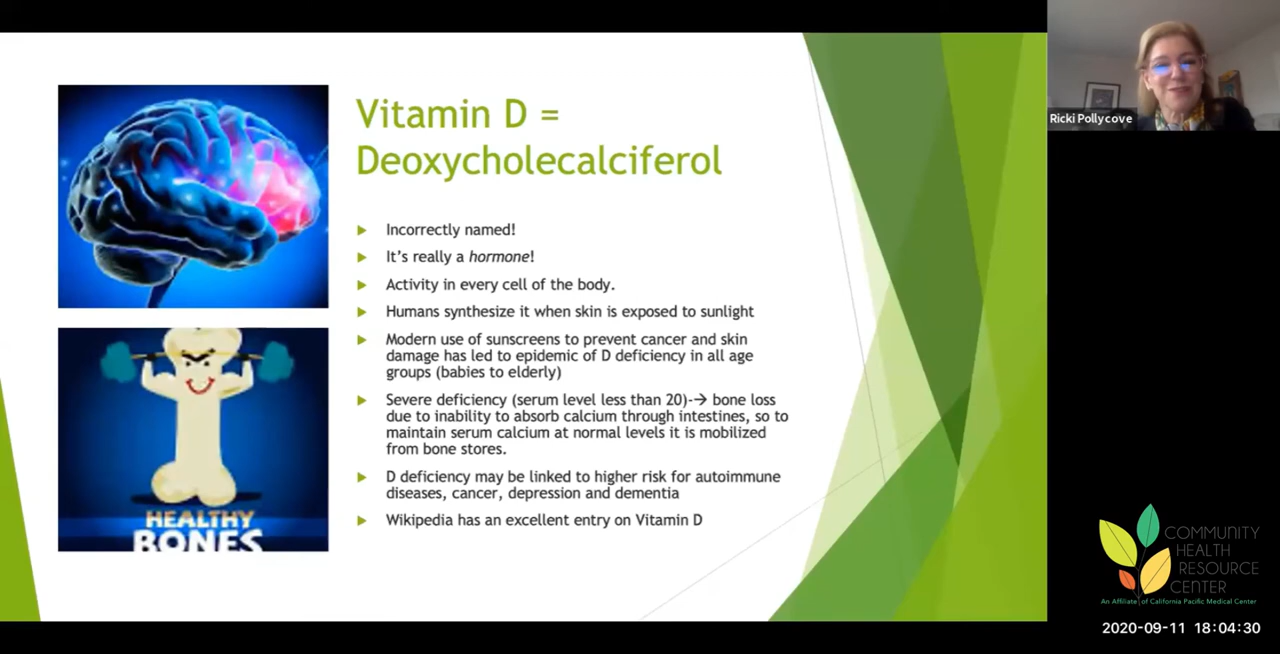 Vitamin D =
Deoxycholecalciferol
Incorrectly named!
It's really a hormone!
Activity in every cell of the body.
Humans synthesize it when skin is exposed to sunlight
Modern use of sunscreens to prevent cancer and skin
damage has led to epidemic of D deficiency in all age
groups (babies to elderly)
Severe deficiency (serum level less than 20)-→ bone loss
due to inability to absorb calcium through intestines, so to
maintain serum calcium at normal levels it is mobilized
from bone stores.
D deficiency may be linked to higher risk for autoimmune
diseases, cancer, depression and dementia
Wikipedia has an excellent entry on Vitamin D
HEALTHY
BONES
Ricki Pollycove
COMMUNITY
HEALTH
RESOURCE
CENTER
An Affiliate of California Pacific Medical Center
2020-09-11 18:04:30